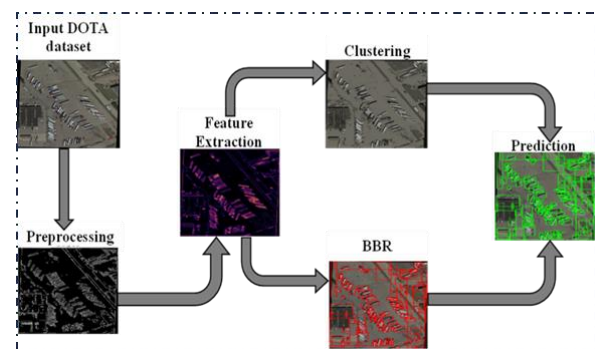 Input DOTA
dataset
Preprocessing
Feature
Extraction
Clustering
BBR
Prediction